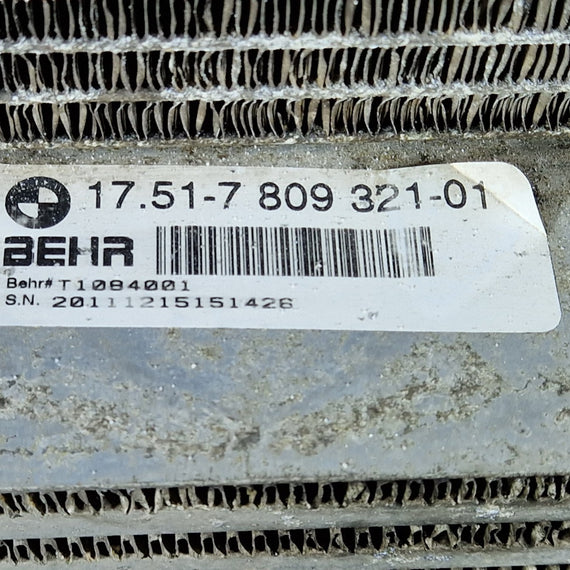 17.51-7 809 321-01
BEHR
Behr# T1084001
S.N. 20111215151426